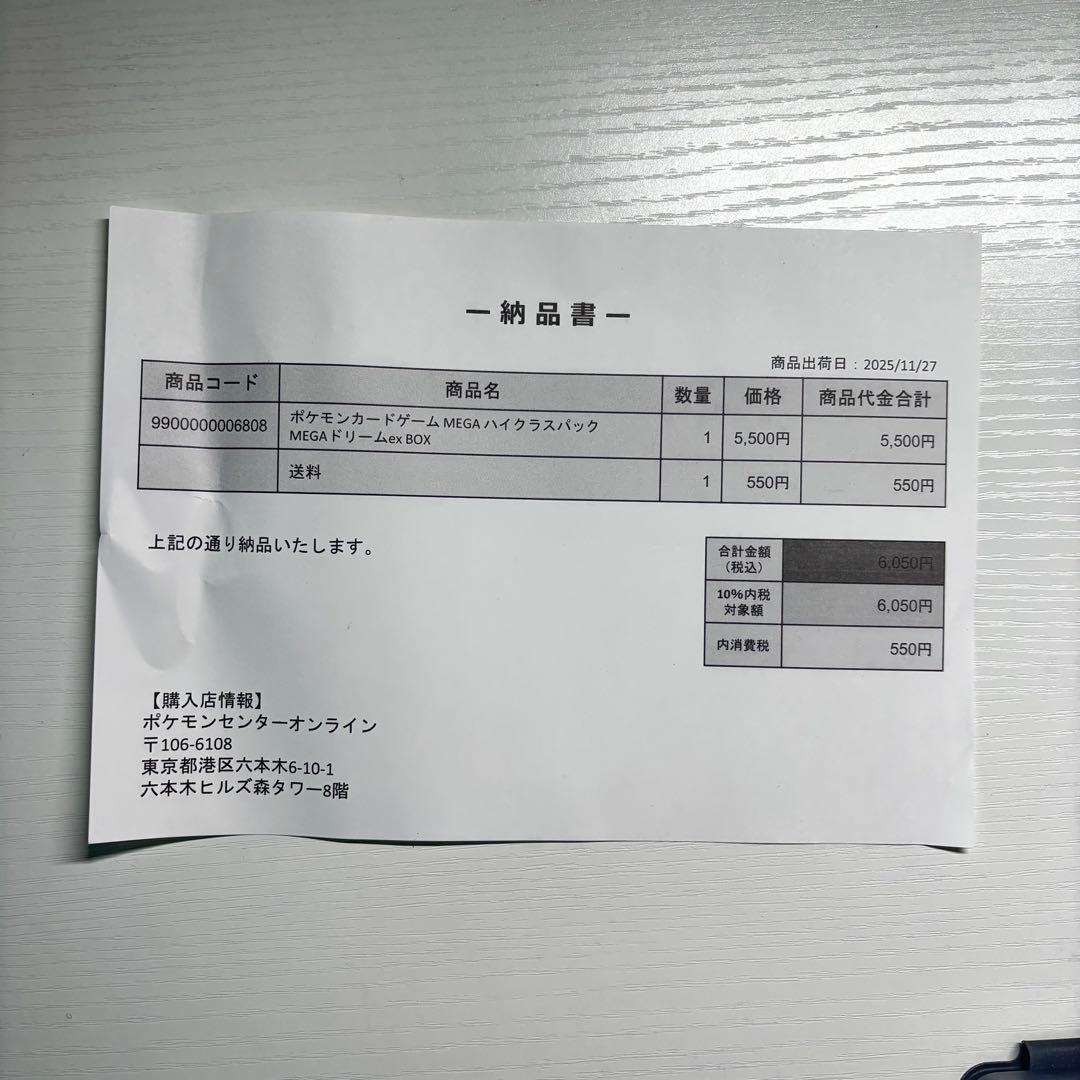 ー納品書ー
商品出荷日：2025/11/27
商品コード 商品名 数量 価格 商品代金合計
9900000006808 ポケモンカードゲーム MEGA ハイクラスパック
MEGAドリームex BOX 1 5,500円 5,500円
送料 1 550円 550円
上記の通り納品いたします。
合計金額
（税込） 6,050円
10%内税
対象額 6,050円
内消費税 550円
【購入店情報】
ポケモンセンターオンライン
〒106-6108
東京都港区六本木6-10-1
六本木ヒルズ森タワー8階